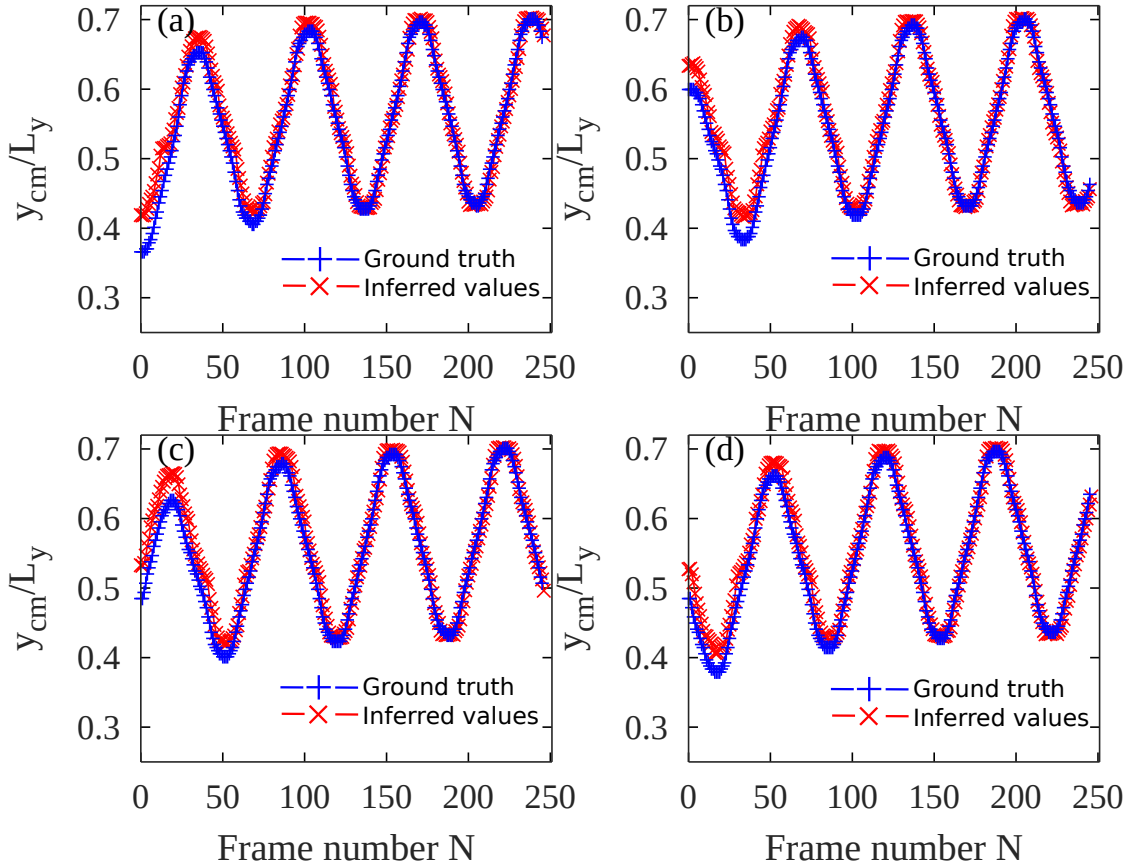 (a)
0.7
0.6
0.5
0.4
0.3
y_cm/L_y
Ground truth
Inferred values
0 50 100 150 200 250
Frame number N
(b)
0.7
0.6
0.5
0.4
0.3
y_cm/L_y
Ground truth
Inferred values
0 50 100 150 200 250
Frame number N
(c)
0.7
0.6
0.5
0.4
0.3
y_cm/L_y
Ground truth
Inferred values
0 50 100 150 200 250
Frame number N
(d)
0.7
0.6
0.5
0.4
0.3
y_cm/L_y
Ground truth
Inferred values
0 50 100 150 200 250
Frame number N